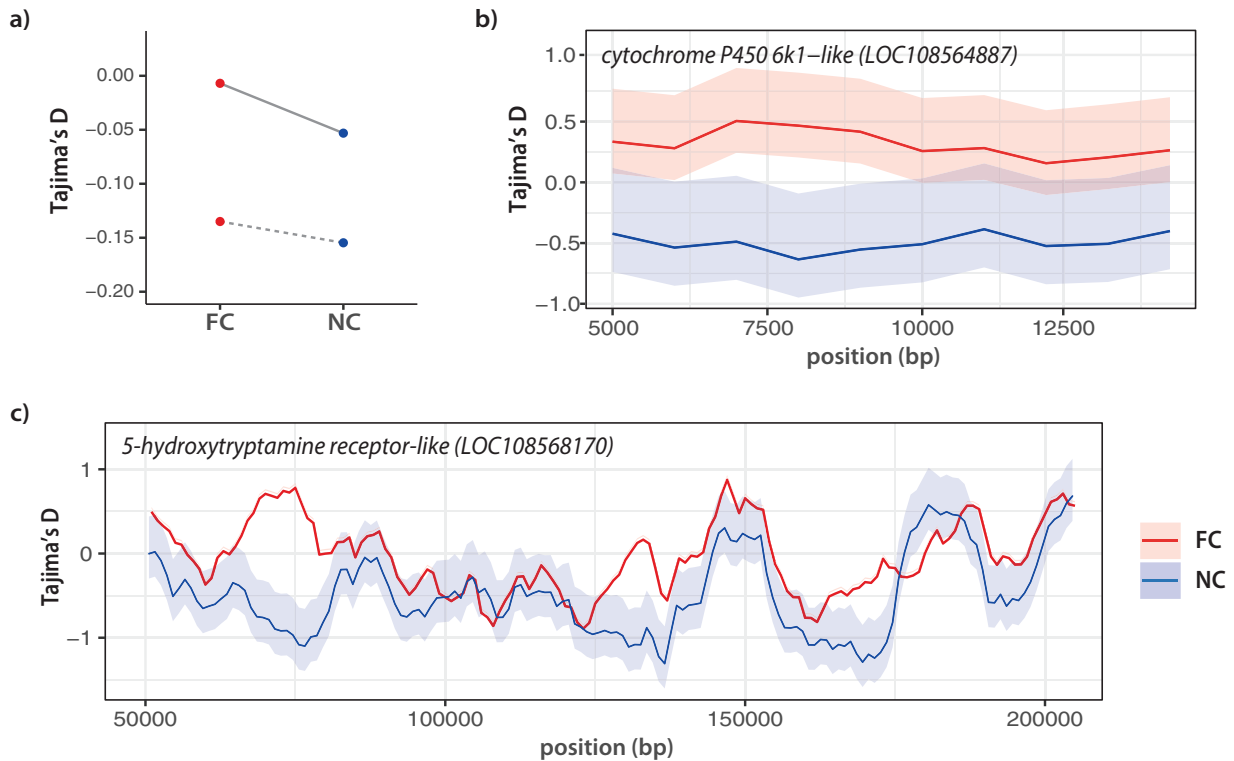 a)
Tajima's D
0.00
−0.05
−0.10
−0.15
−0.20
FC
NC
b)
Tajima's D
cytochrome P450 6k1−like (LOC108564887)
1.0
0.5
0.0
−0.5
−1.0
5000
7500
10000
12500
position (bp)
c)
Tajima's D
5-hydroxytryptamine receptor-like (LOC108568170)
1
0
−1
50000
100000
150000
200000
position (bp)
FC
NC